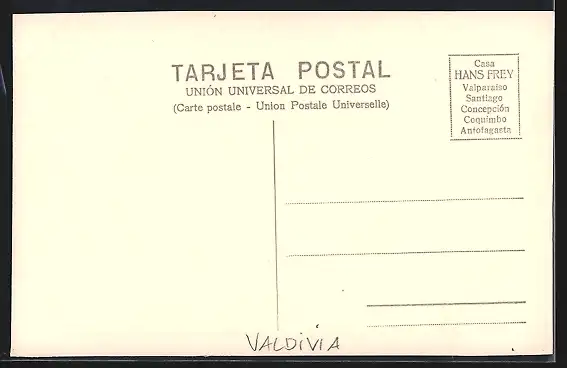 TARJETA POSTAL
UNIÓN UNIVERSAL DE CORREOS
(Carte postale - Union Postale Universelle)
Casa
HANS FREY
Valparaiso
Santiago
Concepción
Coquimbo
Antofagasta
VALDIVIA